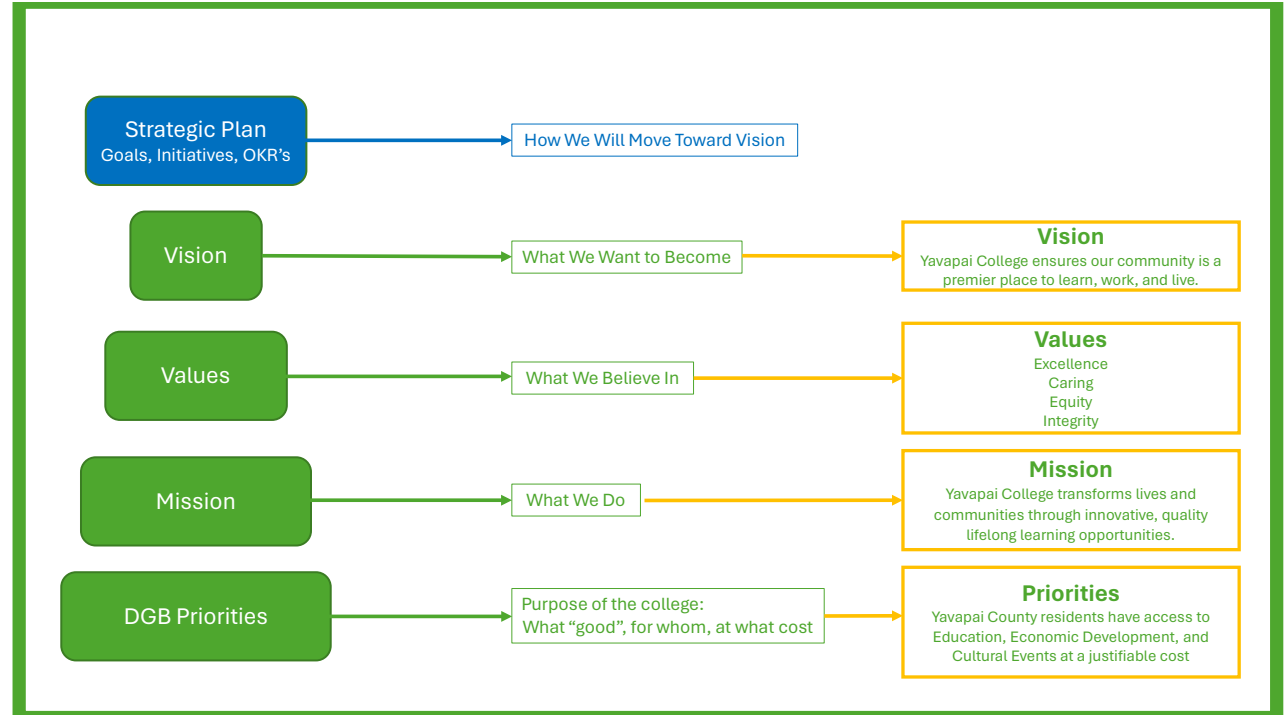 Strategic Plan
Goals, Initiatives, OKR’s
How We Will Move Toward Vision
Vision
What We Want to Become
Vision
Yavapai College ensures our community is a
premier place to learn, work, and live.
Values
What We Believe In
Values
Excellence
Caring
Equity
Integrity
Mission
What We Do
Mission
Yavapai College transforms lives and
communities through innovative, quality
lifelong learning opportunities.
DGB Priorities
Purpose of the college:
What “good”, for whom, at what cost
Priorities
Yavapai County residents have access to
Education, Economic Development, and
Cultural Events at a justifiable cost